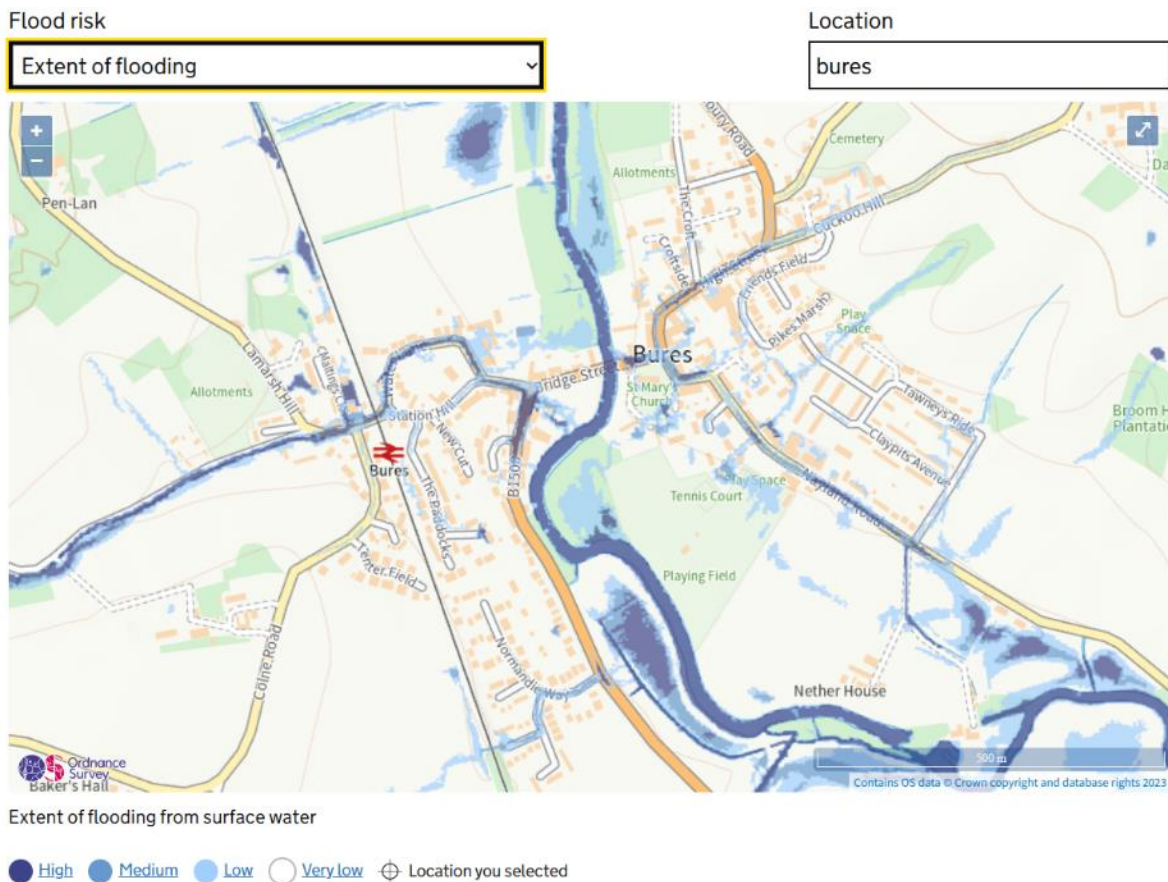 Flood risk
Location
Extent of flooding
bures
+
−
Cemetery
Allotments
The Croft
Pen-Lan
Cuckoo Hill
High Street
Croftside
Friends Field
Play
Space
Pikes Marsh
Bures
Lamarsh Hill
Bridge Street
St Mary's
Church
Allotments
Station Hill
Tawneys Rids
Broom H
Plantation
New Cut
Claypits Avenue
Bures
B1508
The Paddocks
Play Space
Tennis Court
Nayland Road
Tenter Field
Playing Field
Colne Road
Normandie Way
Nether House
Ordnance
Survey
Baker's Hall
500 m
Contains OS data © Crown copyright and database rights 2023
Extent of flooding from surface water
High Medium Low Very low Location you selected